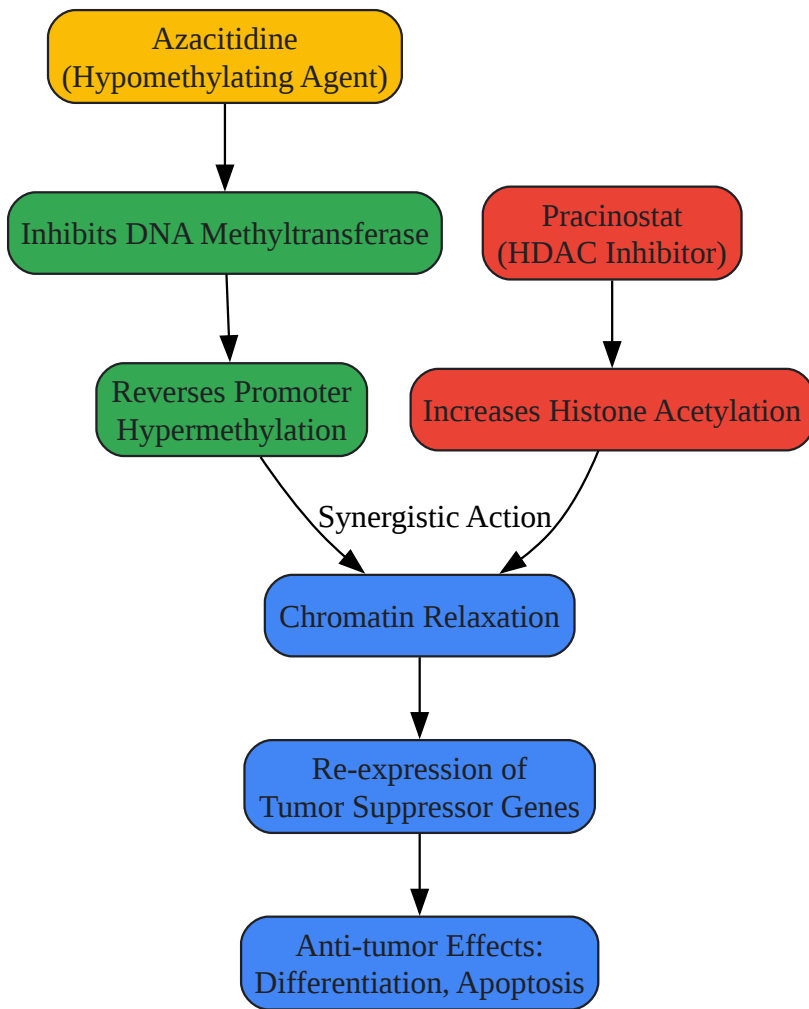 Azacitidine
(Hypomethylating Agent)
Inhibits DNA Methyltransferase
Pracinostat
(HDAC Inhibitor)
Reverses Promoter
Hypermethylation
Increases Histone Acetylation
Synergistic Action
Chromatin Relaxation
Re-expression of
Tumor Suppressor Genes
Anti-tumor Effects:
Differentiation, Apoptosis